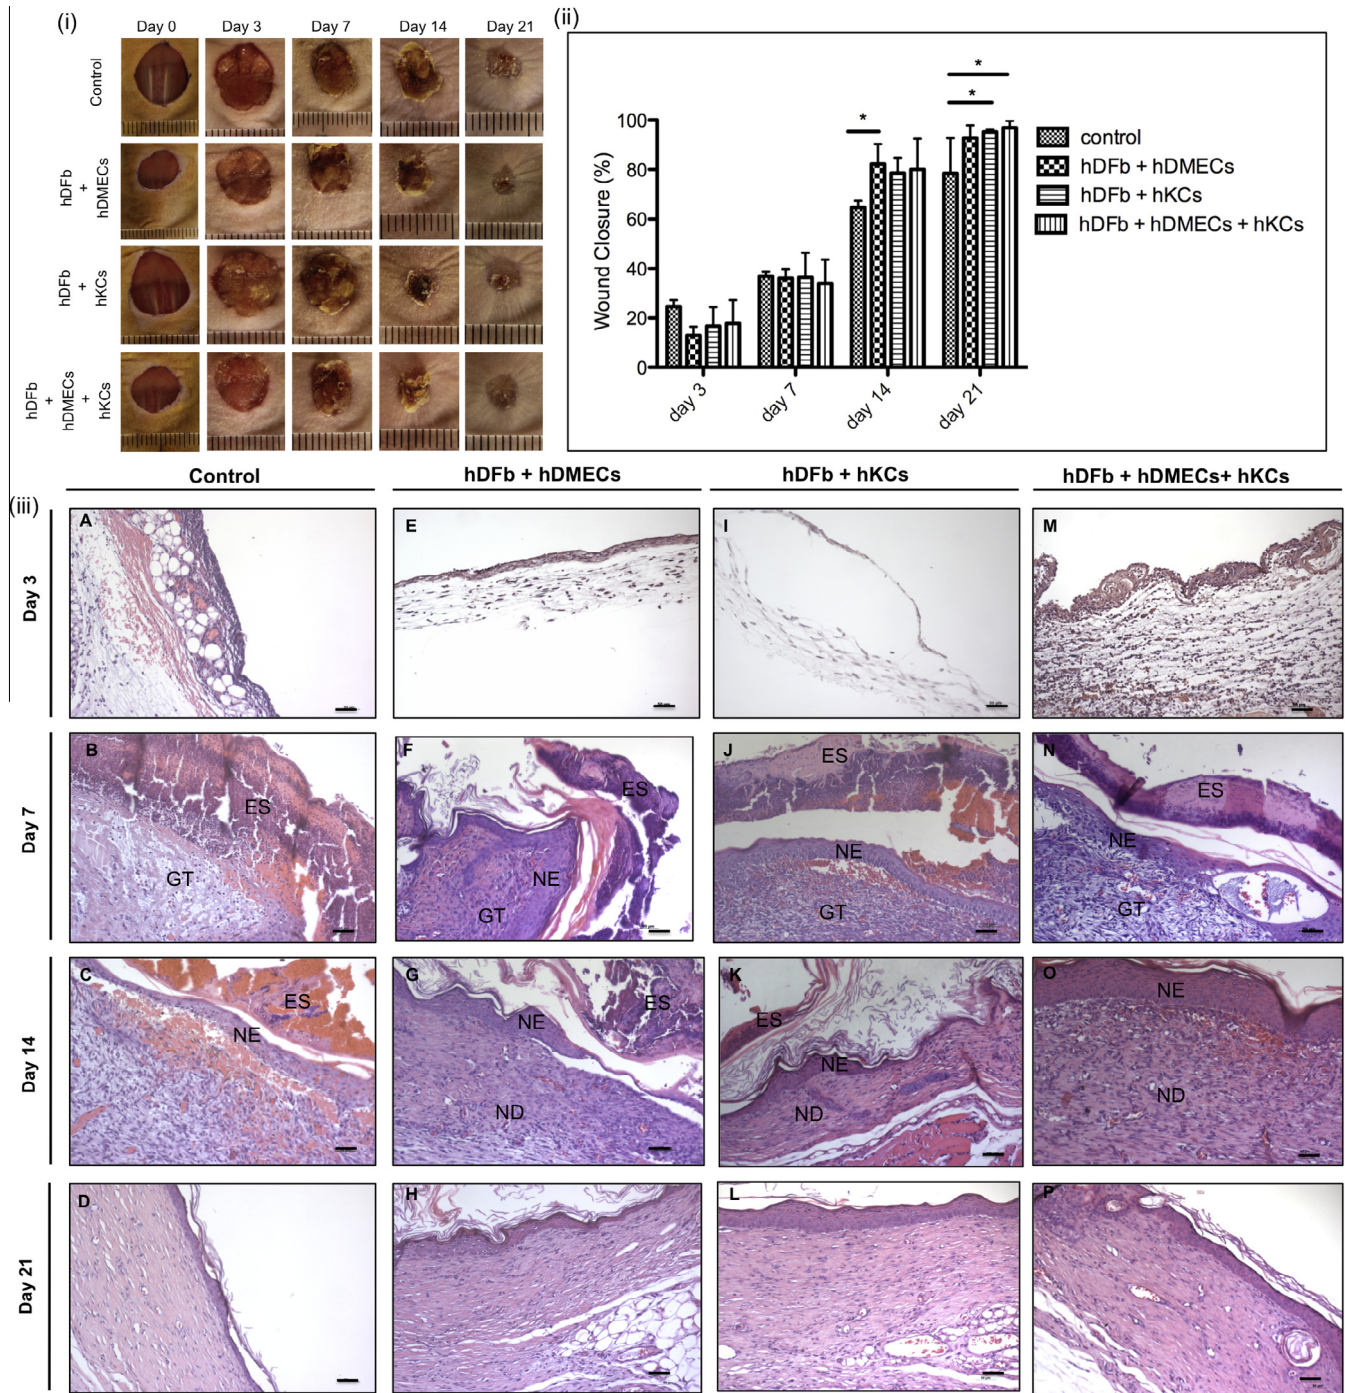 (i)
Day 0 Day 3 Day 7 Day 14 Day 21
Control
hDFb
+
hDMECs
hDFb
+
hKCs
hDFb
+
hDMECs
+
hKCs
(ii)
Wound Closure (%)
100
80
60
40
20
0
day 3
day 7
day 14
day 21
*
*
*
control
hDFb + hDMECs
hDFb + hKCs
hDFb + hDMECs + hKCs
(iii)
Control hDFb + hDMECs hDFb + hKCs hDFb + hDMECs+ hKCs
Day 3
A E I M
Day 7
B ES GT
F ES NE GT
J ES NE GT
N ES NE GT
Day 14
C ES NE
G ES NE ND
K ES NE ND
O NE ND
Day 21
D H L P